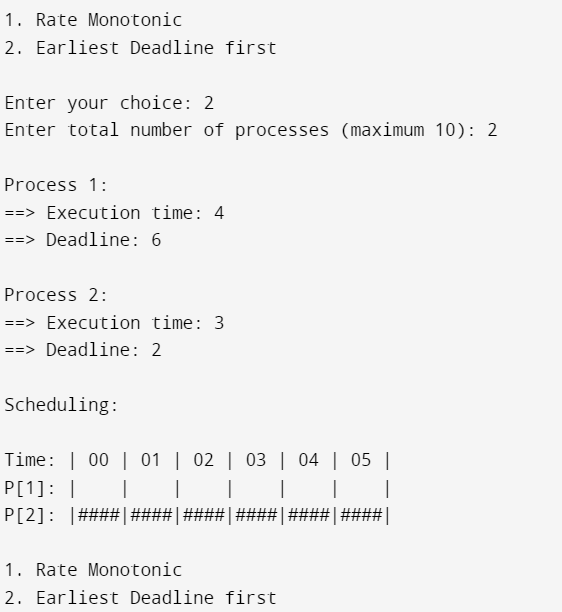 1. Rate Monotonic
2. Earliest Deadline first
Enter your choice: 2
Enter total number of processes (maximum 10): 2
Process 1:
==> Execution time: 4
==> Deadline: 6
Process 2:
==> Execution time: 3
==> Deadline: 2
Scheduling:
Time: | 00 | 01 | 02 | 03 | 04 | 05 |
P[1]: |    |    |    |    |    |    |
P[2]: |####|####|####|####|####|####|
1. Rate Monotonic
2. Earliest Deadline first